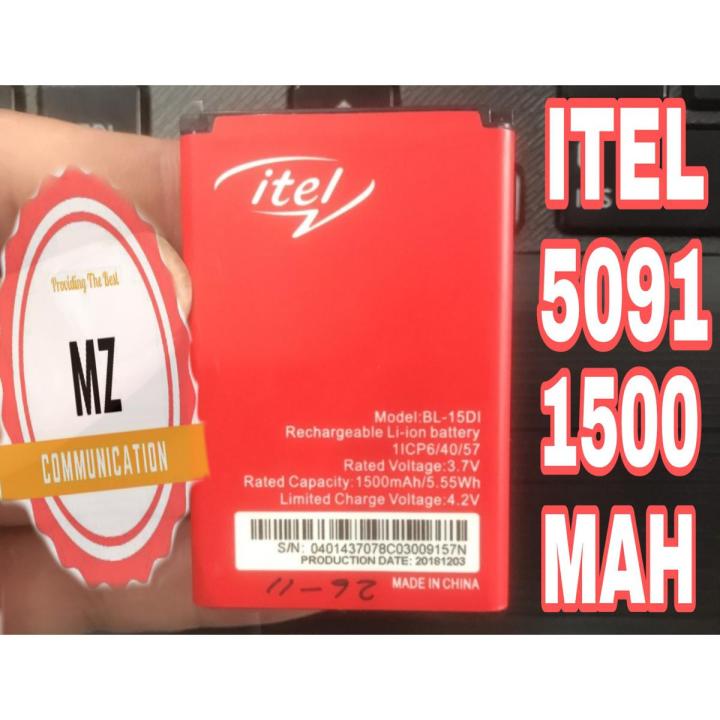 itel
Model:BL-15DI
Rechargeable Li-ion battery
1ICP6/40/57
Rated Voltage:3.7V
Rated Capacity:1500mAh/5.55Wh
Limited Charge Voltage:4.2V
S/N: 0401437078C03009157N
PRODUCTION DATE: 20181203
MADE IN CHINA
Providing The Best
MZ
COMMUNICATION
ITEL
5091
1500
MAH